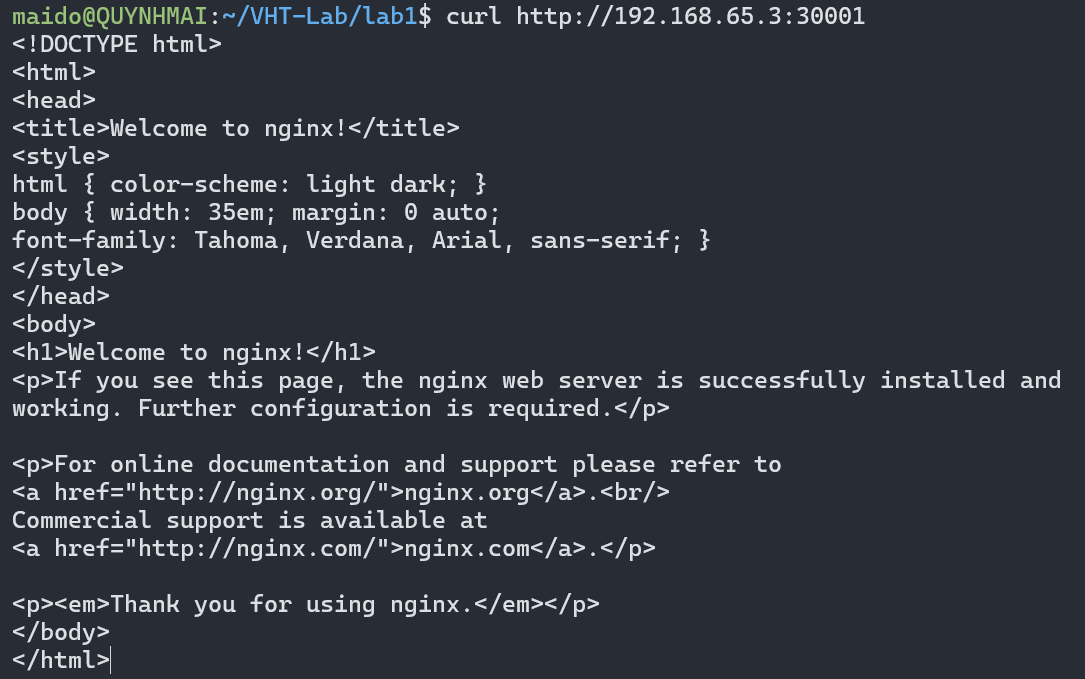 maido@QUYNHMAI:~/VHT-Lab/lab1$ curl http://192.168.65.3:30001
<!DOCTYPE html>
<html>
<head>
<title>Welcome to nginx!</title>
<style>
html { color-scheme: light dark; }
body { width: 35em; margin: 0 auto;
font-family: Tahoma, Verdana, Arial, sans-serif; }
</style>
</head>
<body>
<h1>Welcome to nginx!</h1>
<p>If you see this page, the nginx web server is successfully installed and
working. Further configuration is required.</p>

<p>For online documentation and support please refer to
<a href="http://nginx.org/">nginx.org</a>.<br/>
Commercial support is available at
<a href="http://nginx.com/">nginx.com</a>.</p>

<p><em>Thank you for using nginx.</em></p>
</body>
</html>